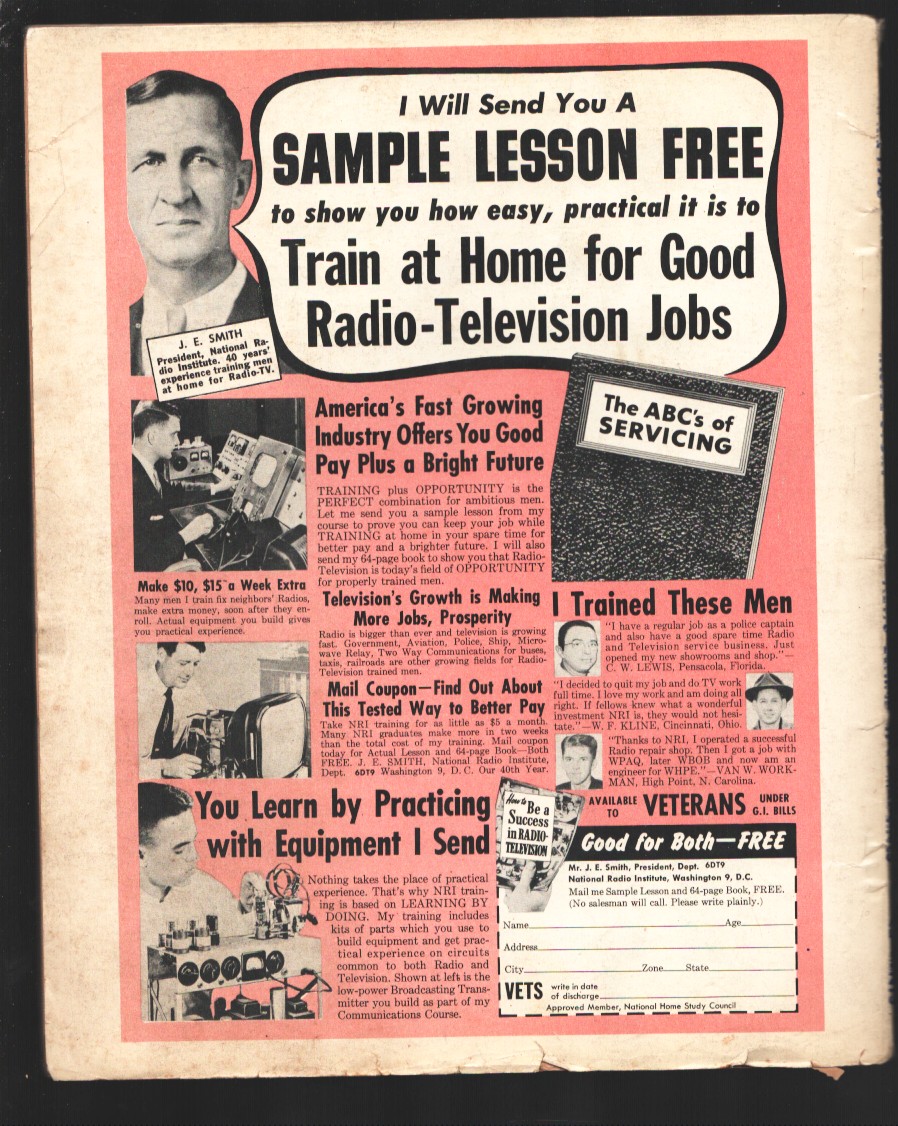 I Will Send You A
SAMPLE LESSON FREE
to show you how easy, practical it is to
Train at Home for Good
Radio-Television Jobs
J. E. SMITH
President, National Ra-
dio Institute. 40 years'
experience training men
at home for Radio-TV.
America's Fast Growing
Industry Offers You Good
Pay Plus a Bright Future
TRAINING plus OPPORTUNITY is the
PERFECT combination for ambitious men.
Let me send you a sample lesson from my
course to prove you can keep your job while
TRAINING at home in your spare time for
better pay and a brighter future. I will also
send my 64-page book to show you that Radio-
Television is today's field of OPPORTUNITY
for properly trained men.
The ABC's of
SERVICING
Make $10, $15 a Week Extra
Many men I train fix neighbors' Radios,
make extra money, soon after they en-
roll. Actual equipment you build gives
you practical experience.
Television's Growth is Making
More Jobs, Prosperity
Radio is bigger than ever and television is growing
fast. Government, Aviation, Police, Ship, Micro-
wave Relay, Two Way Communications for buses,
taxis, railroads are other growing fields for Radio-
Television trained men.
Mail Coupon—Find Out About
This Tested Way to Better Pay
Take NRI training for as little as $5 a month.
Many NRI graduates make more in two weeks
than the total cost of my training. Mail coupon
today for Actual Lesson and 64-page Book—Both
FREE. J. E. SMITH, National Radio Institute,
Dept. 6DT9 Washington 9, D. C. Our 40th Year.
I Trained These Men
"I have a regular job as a police captain
and also have a good spare time Radio
and Television service business. Just
opened my new showrooms and shop."—
C. W. LEWIS, Pensacola, Florida.
"I decided to quit my job and do TV work
full time. I love my work and am doing all
right. If fellows knew what a wonderful
investment NRI is, they would not hesi-
tate."—W. F. KLINE, Cincinnati, Ohio.
"Thanks to NRI, I operated a successful
Radio repair shop. Then I got a job with
WPAQ, later WBOB and now am an
engineer for WHPE."—VAN W. WORK-
MAN, High Point, N. Carolina.
You Learn by Practicing
with Equipment I Send
Nothing takes the place of practical
experience. That's why NRI train-
ing is based on LEARNING BY
DOING. My training includes
kits of parts which you use to
build equipment and get prac-
tical experience on circuits
common to both Radio and
Television. Shown at left is the
low-power Broadcasting Trans-
mitter you build as part of my
Communications Course.
AVAILABLE TO VETERANS UNDER G.I. BILLS
How to
Be a
Success
in RADIO-
TELEVISION
Good for Both—FREE
Mr. J. E. Smith, President, Dept. 6DT9
National Radio Institute, Washington 9, D.C.
Mail me Sample Lesson and 64-page Book, FREE.
(No salesman will call. Please write plainly.)
Name Age
Address
City Zone State
VETS write in date
of discharge
Approved Member, National Home Study Council